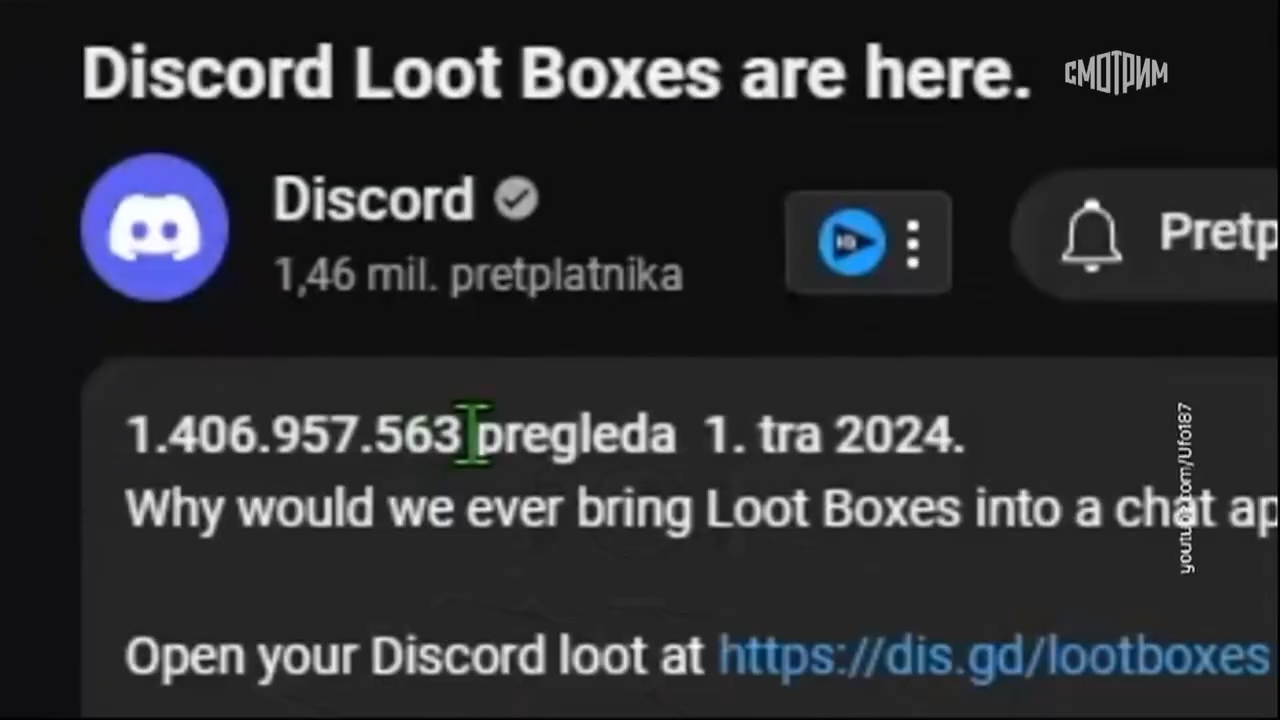 Discord Loot Boxes are here.
СМОТРИМ
Discord
1,46 mil. pretplatnika
Pretp
1.406.957.563 pregleda 1. tra 2024.
Why would we ever bring Loot Boxes into a chat ap
Open your Discord loot at https://dis.gd/lootboxes
youtube.com/Ufo187